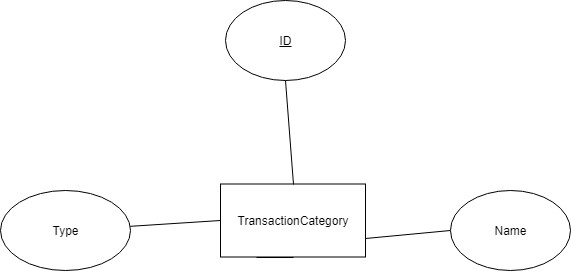 ID
TransactionCategory
Type
Name